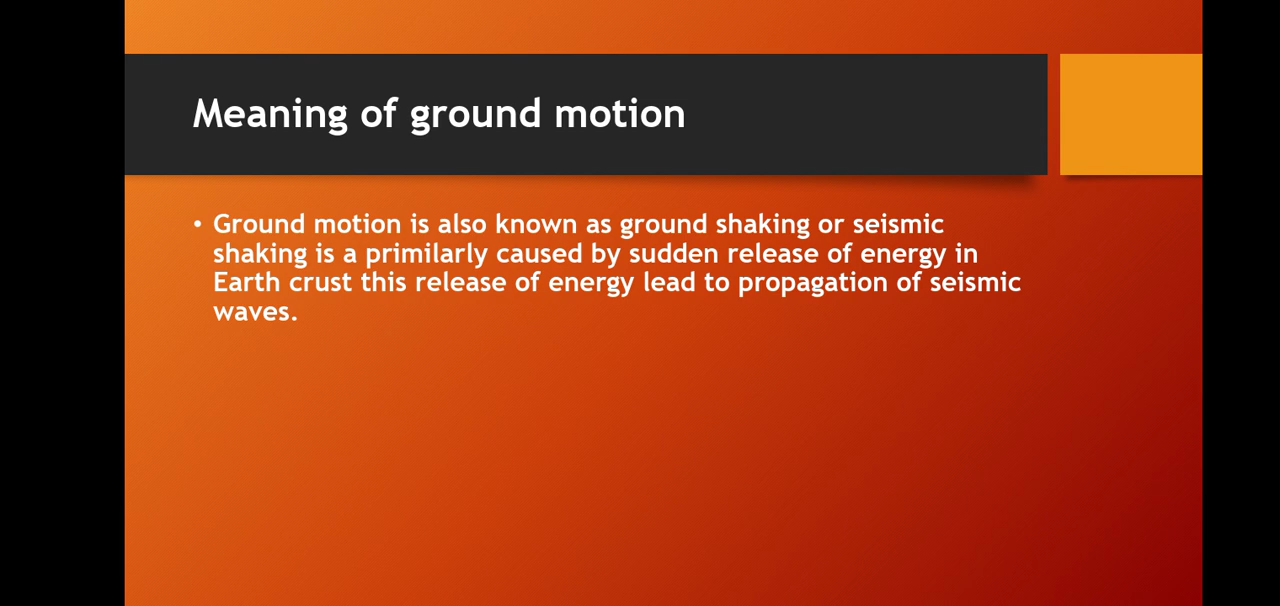 Meaning of ground motion
• Ground motion is also known as ground shaking or seismic
shaking is a primilarly caused by sudden release of energy in
Earth crust this release of energy lead to propagation of seismic
waves.